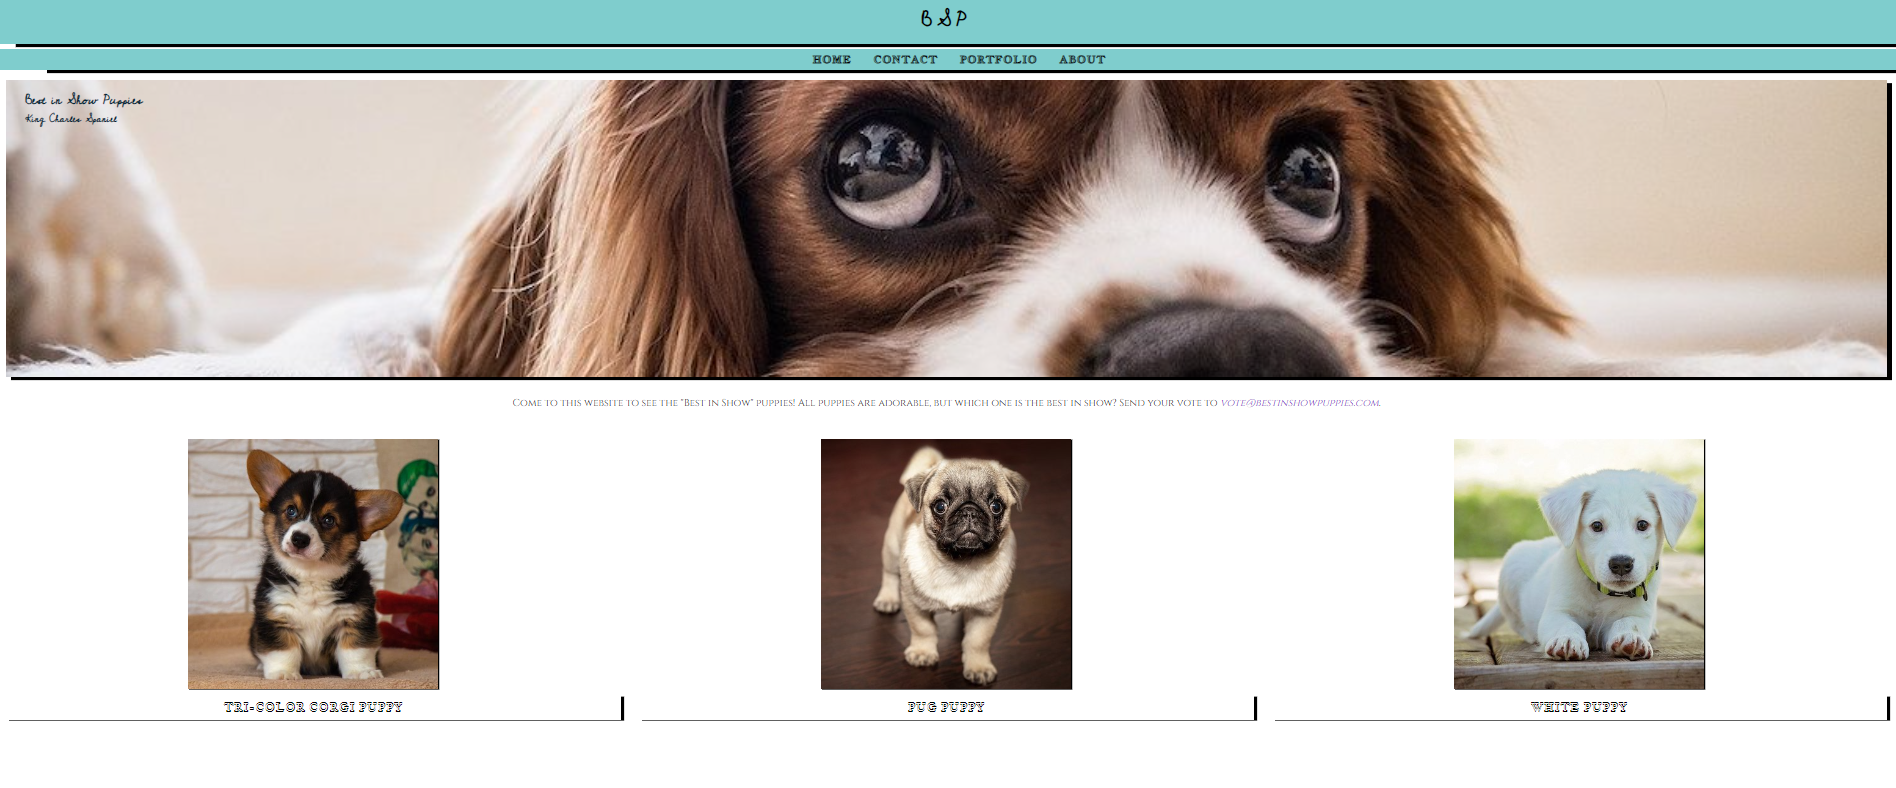 B S P
HOME CONTACT PORTFOLIO ABOUT
Best in Show Puppies
King Charles Spaniel
Come to this website to see the "Best in Show" puppies! All puppies are adorable, but which one is the best in show? Send your vote to vote@bestinshowpuppies.com.
TRI-COLOR CORGI PUPPY
PUG PUPPY
WHITE PUPPY